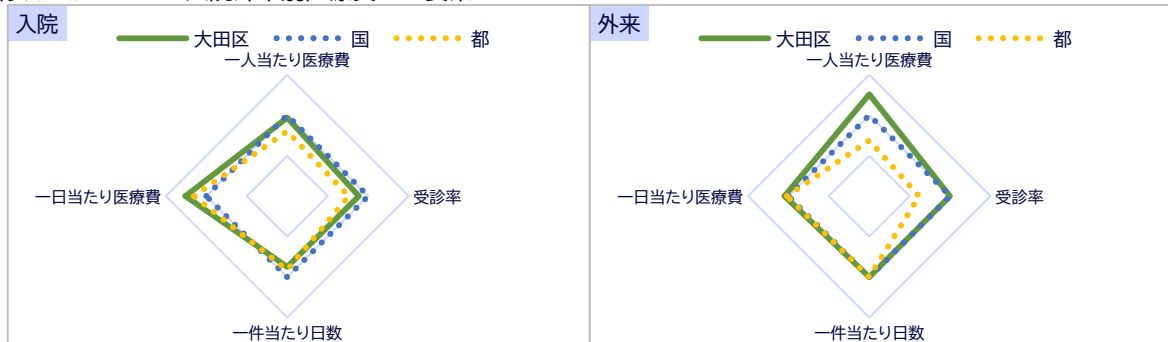 入院
大田区 国 都
一人当たり医療費
一日当たり医療費
受診率
一件当たり日数
外来
大田区 国 都
一人当たり医療費
一日当たり医療費
受診率
一件当たり日数